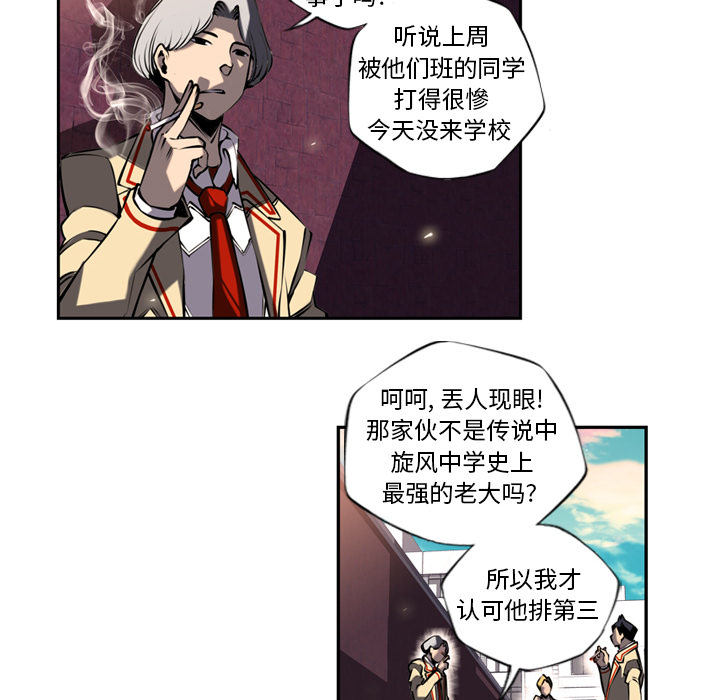 听说上周
被他们班的同学
打得很惨
今天没来学校
呵呵, 丢人现眼!
那家伙不是传说中
旋风中学史上
最强的老大吗?
所以我才
认可他排第三